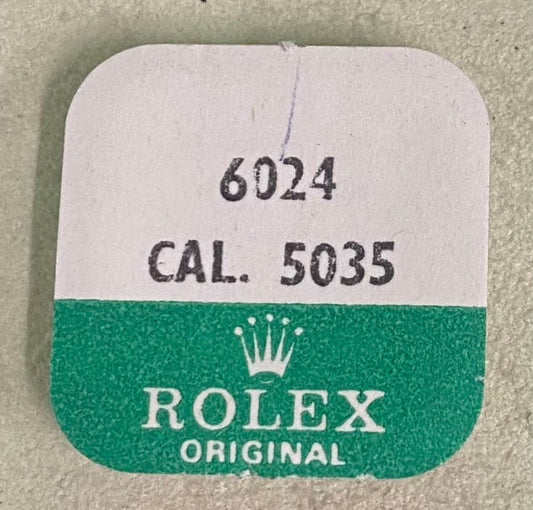 6024
CAL. 5035
ROLEX
ORIGINAL